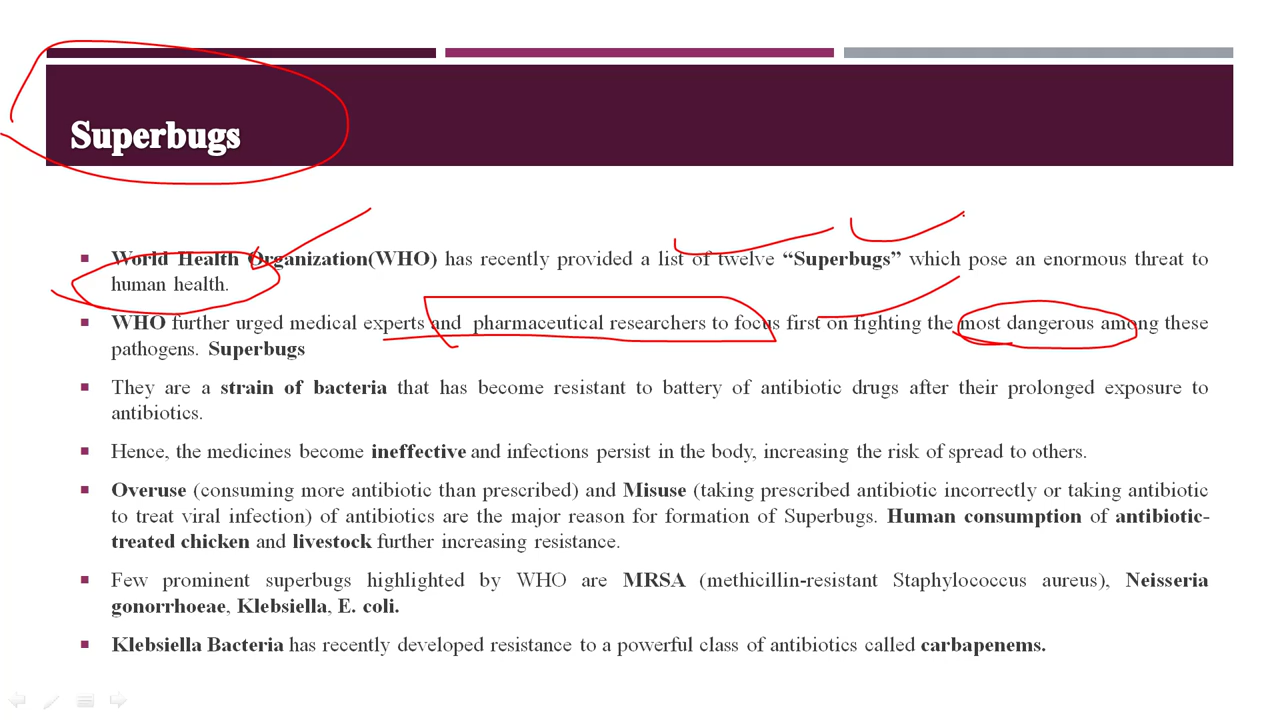 Superbugs
World Health Organization(WHO) has recently provided a list of twelve “Superbugs” which pose an enormous threat to
human health.
WHO further urged medical experts and pharmaceutical researchers to focus first on fighting the most dangerous among these
pathogens. Superbugs
They are a strain of bacteria that has become resistant to battery of antibiotic drugs after their prolonged exposure to
antibiotics.
Hence, the medicines become ineffective and infections persist in the body, increasing the risk of spread to others.
Overuse (consuming more antibiotic than prescribed) and Misuse (taking prescribed antibiotic incorrectly or taking antibiotic
to treat viral infection) of antibiotics are the major reason for formation of Superbugs. Human consumption of antibiotic-
treated chicken and livestock further increasing resistance.
Few prominent superbugs highlighted by WHO are MRSA (methicillin-resistant Staphylococcus aureus), Neisseria
gonorrhoeae, Klebsiella, E. coli.
Klebsiella Bacteria has recently developed resistance to a powerful class of antibiotics called carbapenems.